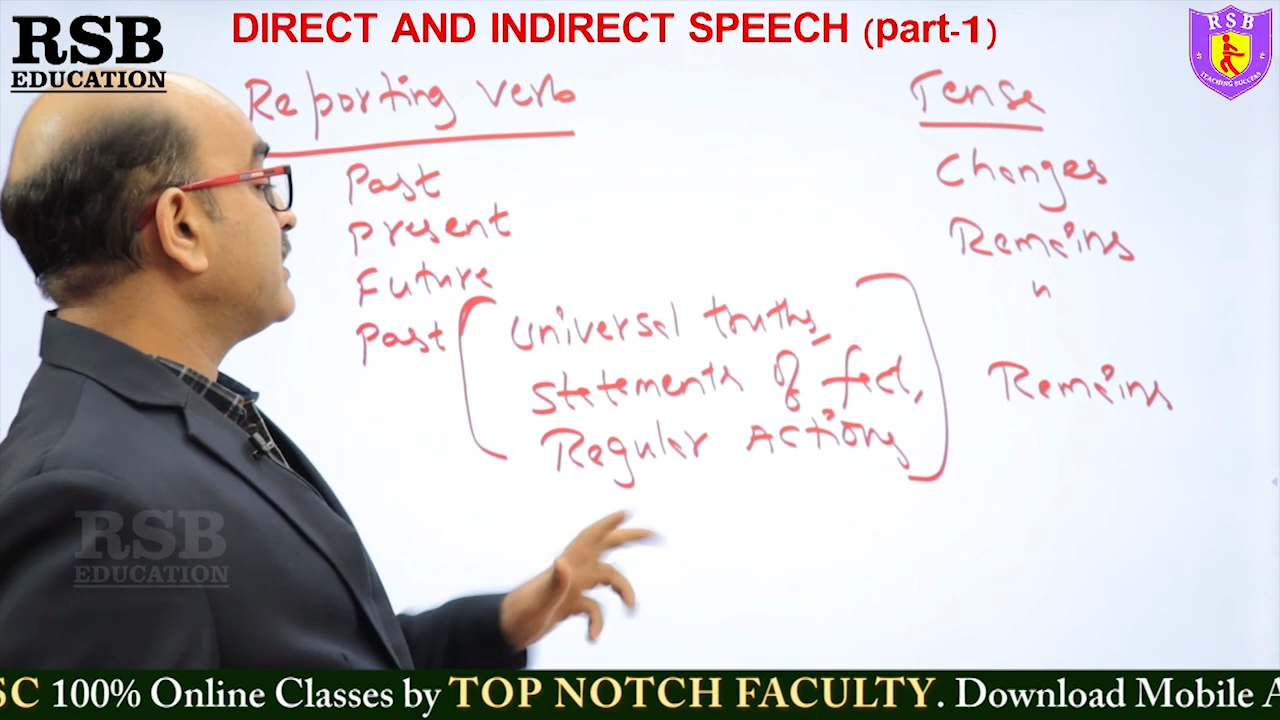 RSB
EDUCATION
DIRECT AND INDIRECT SPEECH (part-1)
RSB
TEACHING SUCCESS
Reporting verb
Tense
Past
Changes
Present
Remains
Future
"
Past
Universal truths,
statements of fact,
Regular Actions
Remains
RSB
EDUCATION
SC 100% Online Classes by TOP NOTCH FACULTY. Download Mobile A